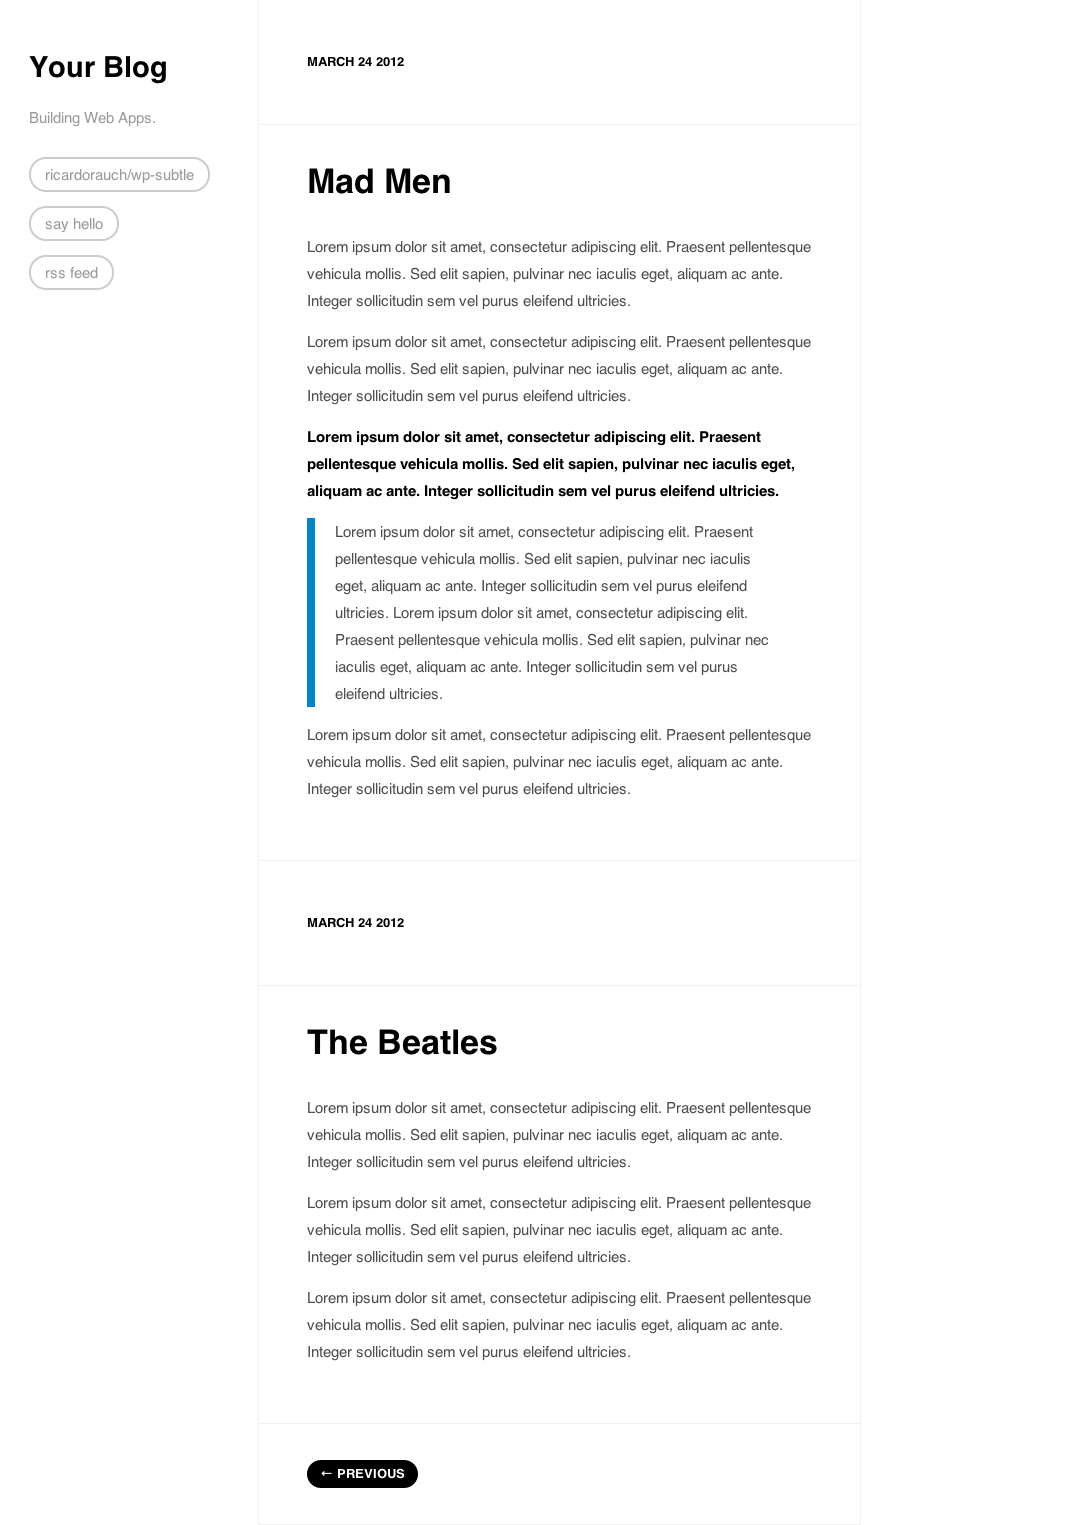 Your Blog
Building Web Apps.
ricardorauch/wp-subtle
say hello
rss feed
MARCH 24 2012
Mad Men
Lorem ipsum dolor sit amet, consectetur adipiscing elit. Praesent pellentesque
vehicula mollis. Sed elit sapien, pulvinar nec iaculis eget, aliquam ac ante.
Integer sollicitudin sem vel purus eleifend ultricies.
Lorem ipsum dolor sit amet, consectetur adipiscing elit. Praesent pellentesque
vehicula mollis. Sed elit sapien, pulvinar nec iaculis eget, aliquam ac ante.
Integer sollicitudin sem vel purus eleifend ultricies.
Lorem ipsum dolor sit amet, consectetur adipiscing elit. Praesent
pellentesque vehicula mollis. Sed elit sapien, pulvinar nec iaculis eget,
aliquam ac ante. Integer sollicitudin sem vel purus eleifend ultricies.
Lorem ipsum dolor sit amet, consectetur adipiscing elit. Praesent
pellentesque vehicula mollis. Sed elit sapien, pulvinar nec iaculis
eget, aliquam ac ante. Integer sollicitudin sem vel purus eleifend
ultricies. Lorem ipsum dolor sit amet, consectetur adipiscing elit.
Praesent pellentesque vehicula mollis. Sed elit sapien, pulvinar nec
iaculis eget, aliquam ac ante. Integer sollicitudin sem vel purus
eleifend ultricies.
Lorem ipsum dolor sit amet, consectetur adipiscing elit. Praesent pellentesque
vehicula mollis. Sed elit sapien, pulvinar nec iaculis eget, aliquam ac ante.
Integer sollicitudin sem vel purus eleifend ultricies.
MARCH 24 2012
The Beatles
Lorem ipsum dolor sit amet, consectetur adipiscing elit. Praesent pellentesque
vehicula mollis. Sed elit sapien, pulvinar nec iaculis eget, aliquam ac ante.
Integer sollicitudin sem vel purus eleifend ultricies.
Lorem ipsum dolor sit amet, consectetur adipiscing elit. Praesent pellentesque
vehicula mollis. Sed elit sapien, pulvinar nec iaculis eget, aliquam ac ante.
Integer sollicitudin sem vel purus eleifend ultricies.
Lorem ipsum dolor sit amet, consectetur adipiscing elit. Praesent pellentesque
vehicula mollis. Sed elit sapien, pulvinar nec iaculis eget, aliquam ac ante.
Integer sollicitudin sem vel purus eleifend ultricies.
← PREVIOUS